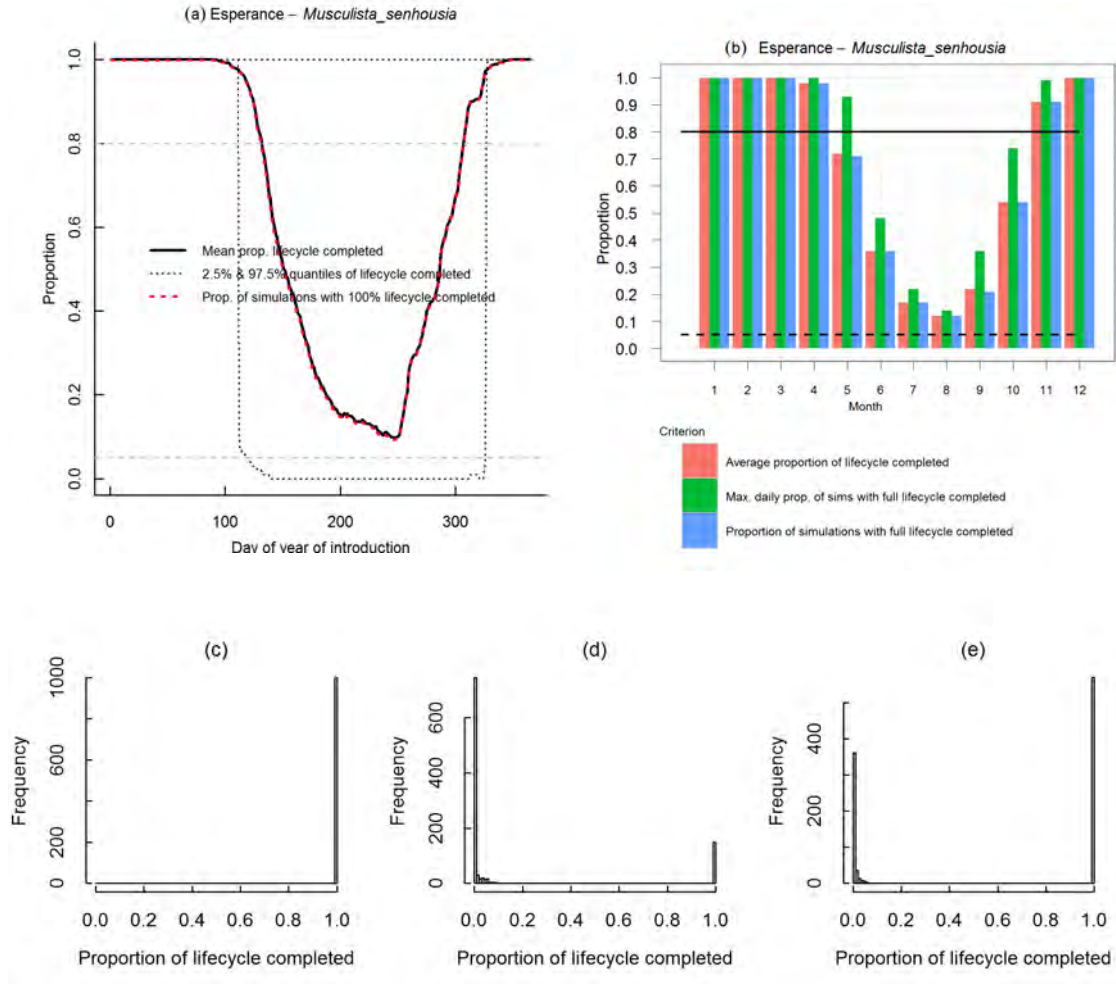 (a) Esperance – Musculista_senhousia
Proportion
1.0
0.8
0.6
0.4
0.2
0.0
Mean prop. lifecycle completed
2.5% & 97.5% quantiles of lifecycle completed
Prop. of simulations with 100% lifecycle completed
0 100 200 300
Day of year of introduction
(b) Esperance – Musculista_senhousia
Proportion
1.0
0.9
0.8
0.7
0.6
0.5
0.4
0.3
0.2
0.1
0.0
1 2 3 4 5 6 7 8 9 10 11 12
Month
Criterion
Average proportion of lifecycle completed
Max. daily prop. of sims with full lifecycle completed
Proportion of simulations with full lifecycle completed
(c)
Frequency
1000
600
200
0
0.0 0.2 0.4 0.6 0.8 1.0
Proportion of lifecycle completed
(d)
Frequency
600
400
200
0
0.0 0.2 0.4 0.6 0.8 1.0
Proportion of lifecycle completed
(e)
Frequency
400
200
0
0.0 0.2 0.4 0.6 0.8 1.0
Proportion of lifecycle completed